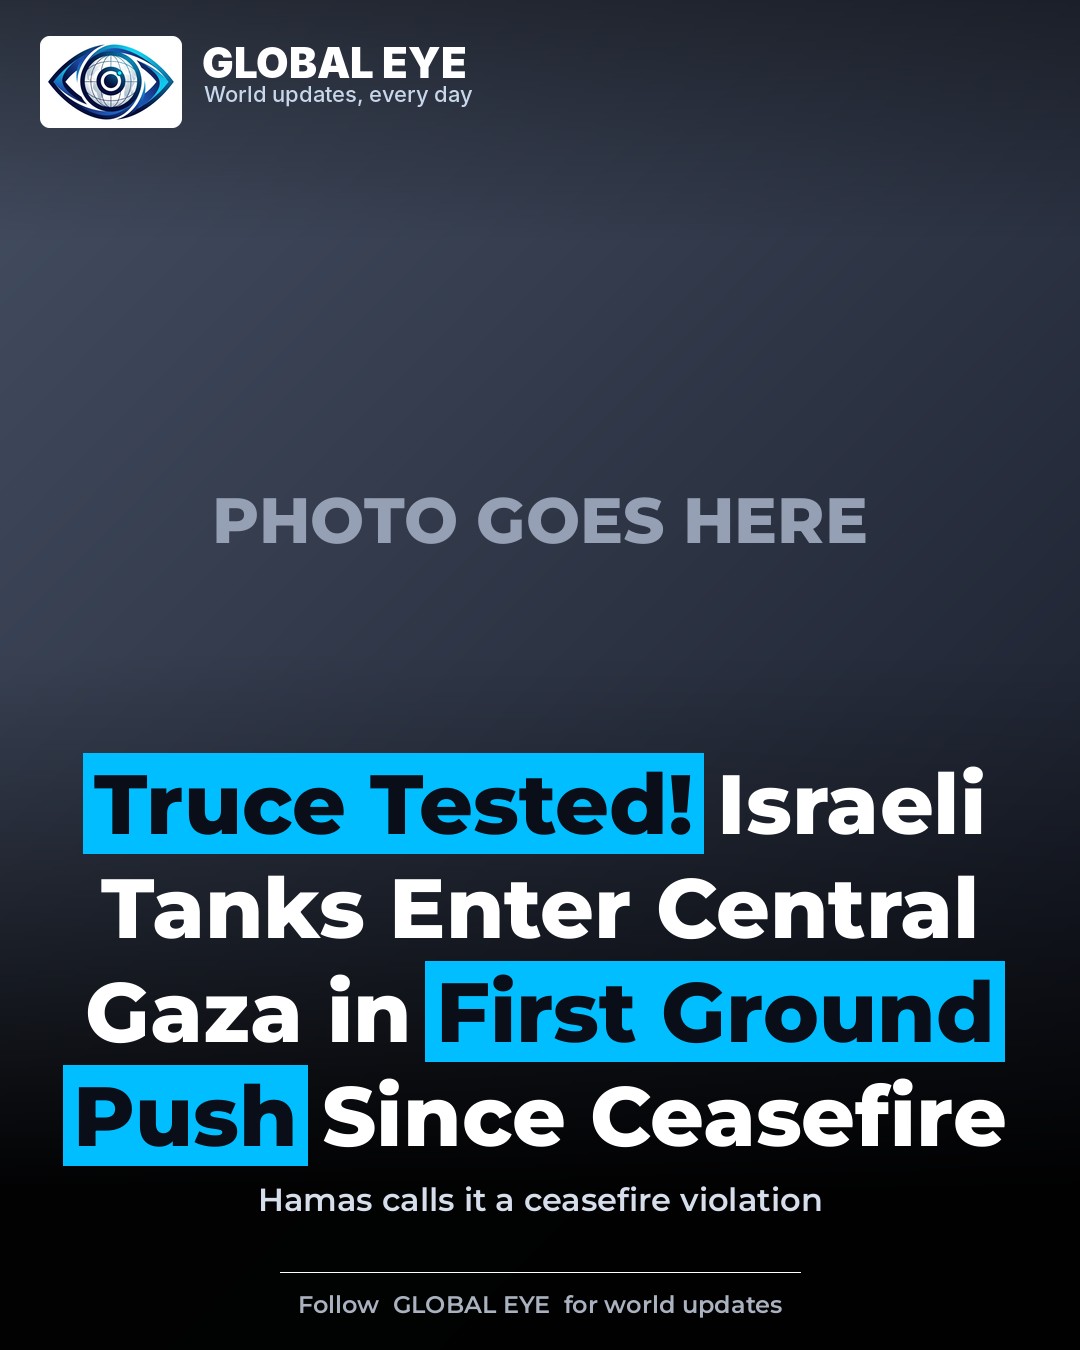 GLOBAL EYE
World updates, every day
PHOTO GOES HERE
Truce Tested! Israeli
Tanks Enter Central
Gaza in First Ground
Push Since Ceasefire
Hamas calls it a ceasefire violation
Follow GLOBAL EYE for world updates